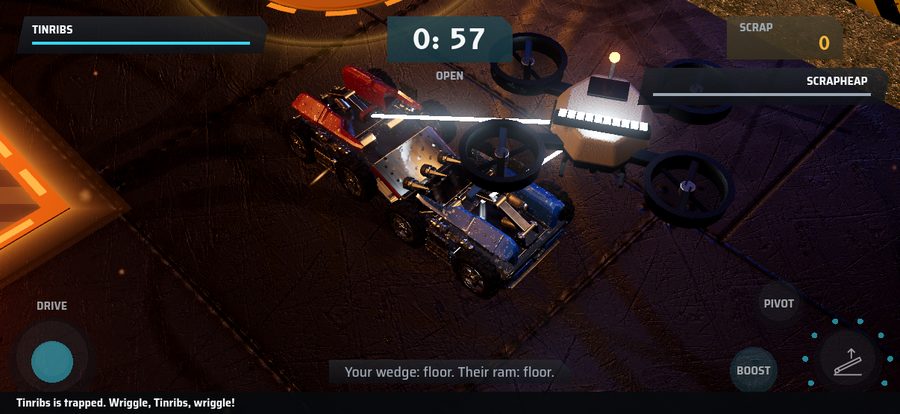 TINRIBS
0: 57
OPEN
SCRAP
0
SCRAPHEAP
DRIVE
PIVOT
BOOST
Your wedge: floor. Their ram: floor.
Tinribs is trapped. Wriggle, Tinribs, wriggle!